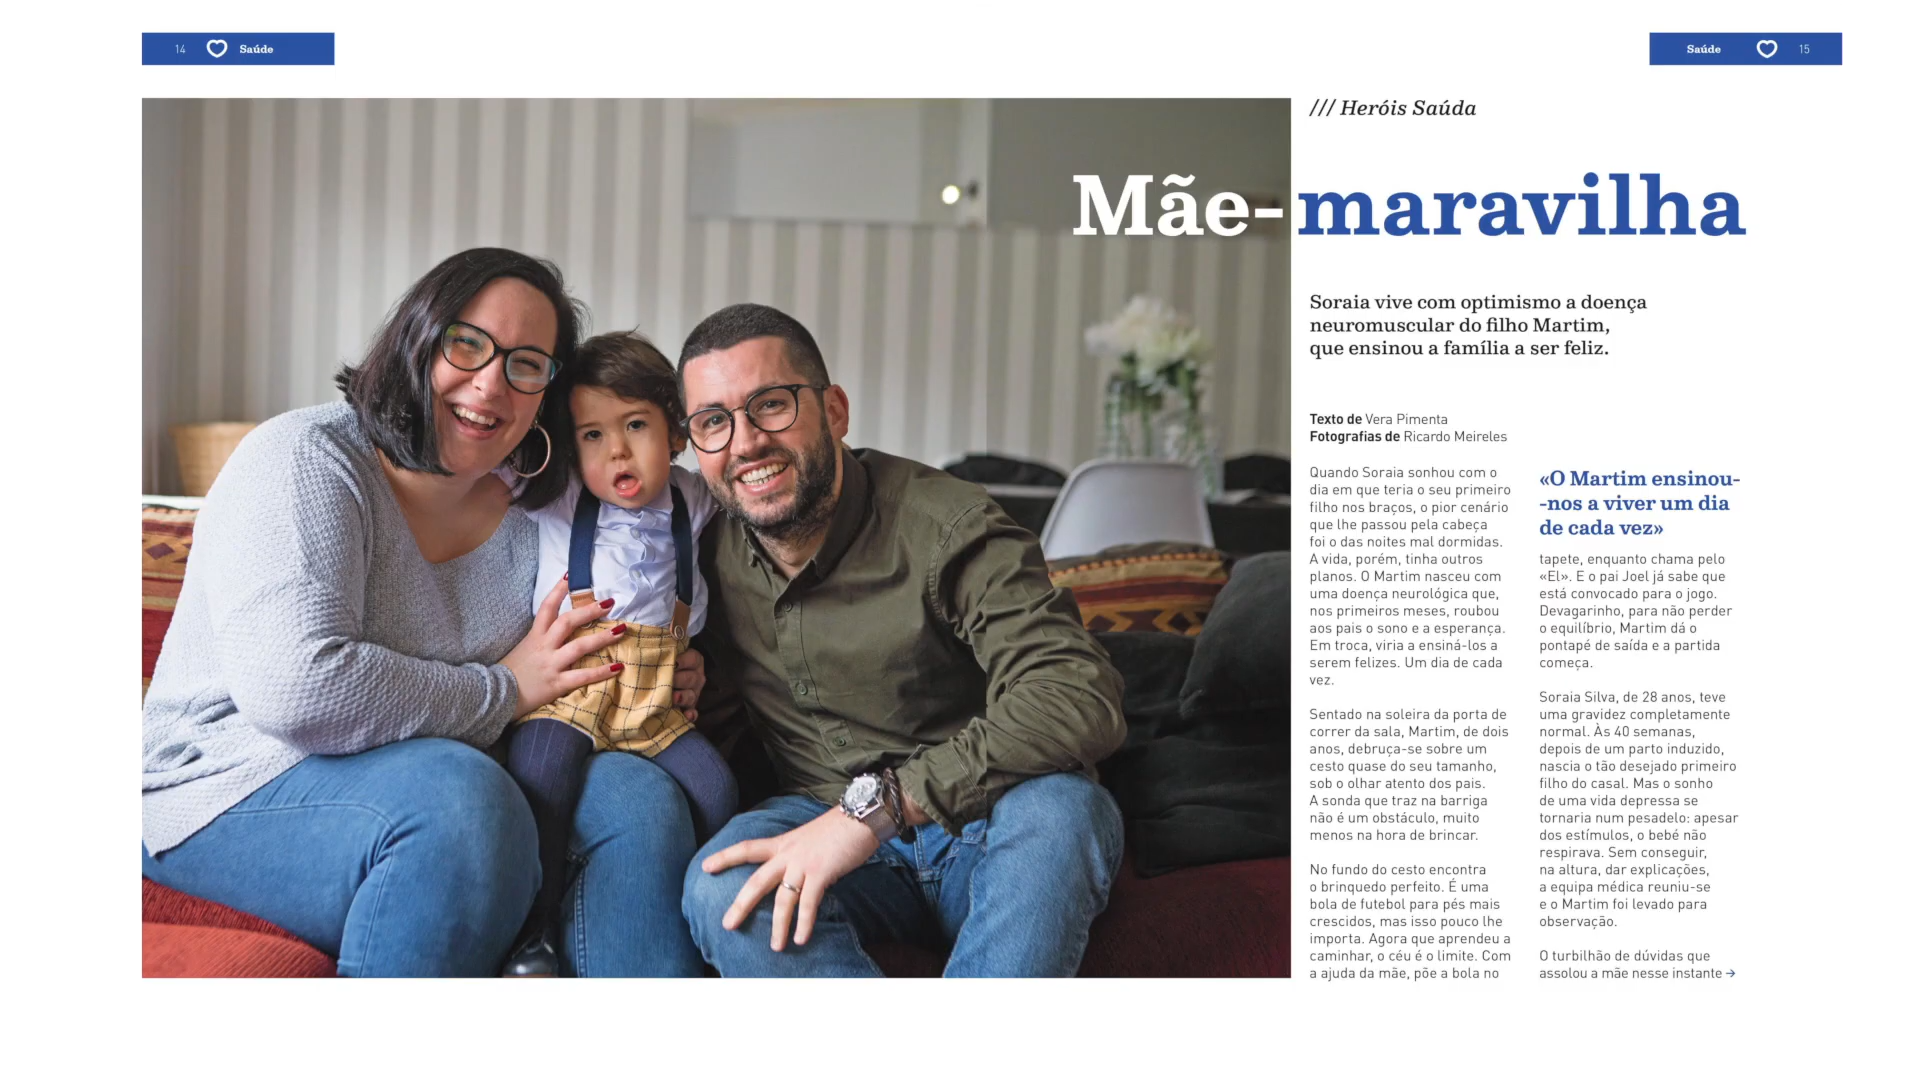 14 Saúde
Saúde 15
/// Heróis Saúda
Mãe-maravilha
Soraia vive com optimismo a doença
neuromuscular do filho Martim,
que ensinou a família a ser feliz.
Texto de Vera Pimenta
Fotografias de Ricardo Meireles
Quando Soraia sonhou com o
dia em que teria o seu primeiro
filho nos braços, o pior cenário
que lhe passou pela cabeça
foi o das noites mal dormidas.
A vida, porém, tinha outros
planos. O Martim nasceu com
uma doença neurológica que,
nos primeiros meses, roubou
aos pais o sono e a esperança.
Em troca, viria a ensiná-los a
serem felizes. Um dia de cada
vez.
Sentado na soleira da porta de
correr da sala, Martim, de dois
anos, debruça-se sobre um
cesto quase do seu tamanho,
sob o olhar atento dos pais.
A sonda que traz na barriga
não é um obstáculo, muito
menos na hora de brincar.
No fundo do cesto encontra
o brinquedo perfeito. É uma
bola de futebol para pés mais
crescidos, mas isso pouco lhe
importa. Agora que aprendeu a
caminhar, o céu é o limite. Com
a ajuda da mãe, põe a bola no
«O Martim ensinou-
-nos a viver um dia
de cada vez»
tapete, enquanto chama pelo
«El». E o pai Joel já sabe que
está convocado para o jogo.
Devagarinho, para não perder
o equilíbrio, Martim dá o
pontapé de saída e a partida
começa.
Soraia Silva, de 28 anos, teve
uma gravidez completamente
normal. Às 40 semanas,
depois de um parto induzido,
nascia o tão desejado primeiro
filho do casal. Mas o sonho
de uma vida depressa se
tornaria num pesadelo: apesar
dos estímulos, o bebé não
respirava. Sem conseguir,
na altura, dar explicações,
a equipa médica reuniu-se
e o Martim foi levado para
observação.
O turbilhão de dúvidas que
assolou a mãe nesse instante →